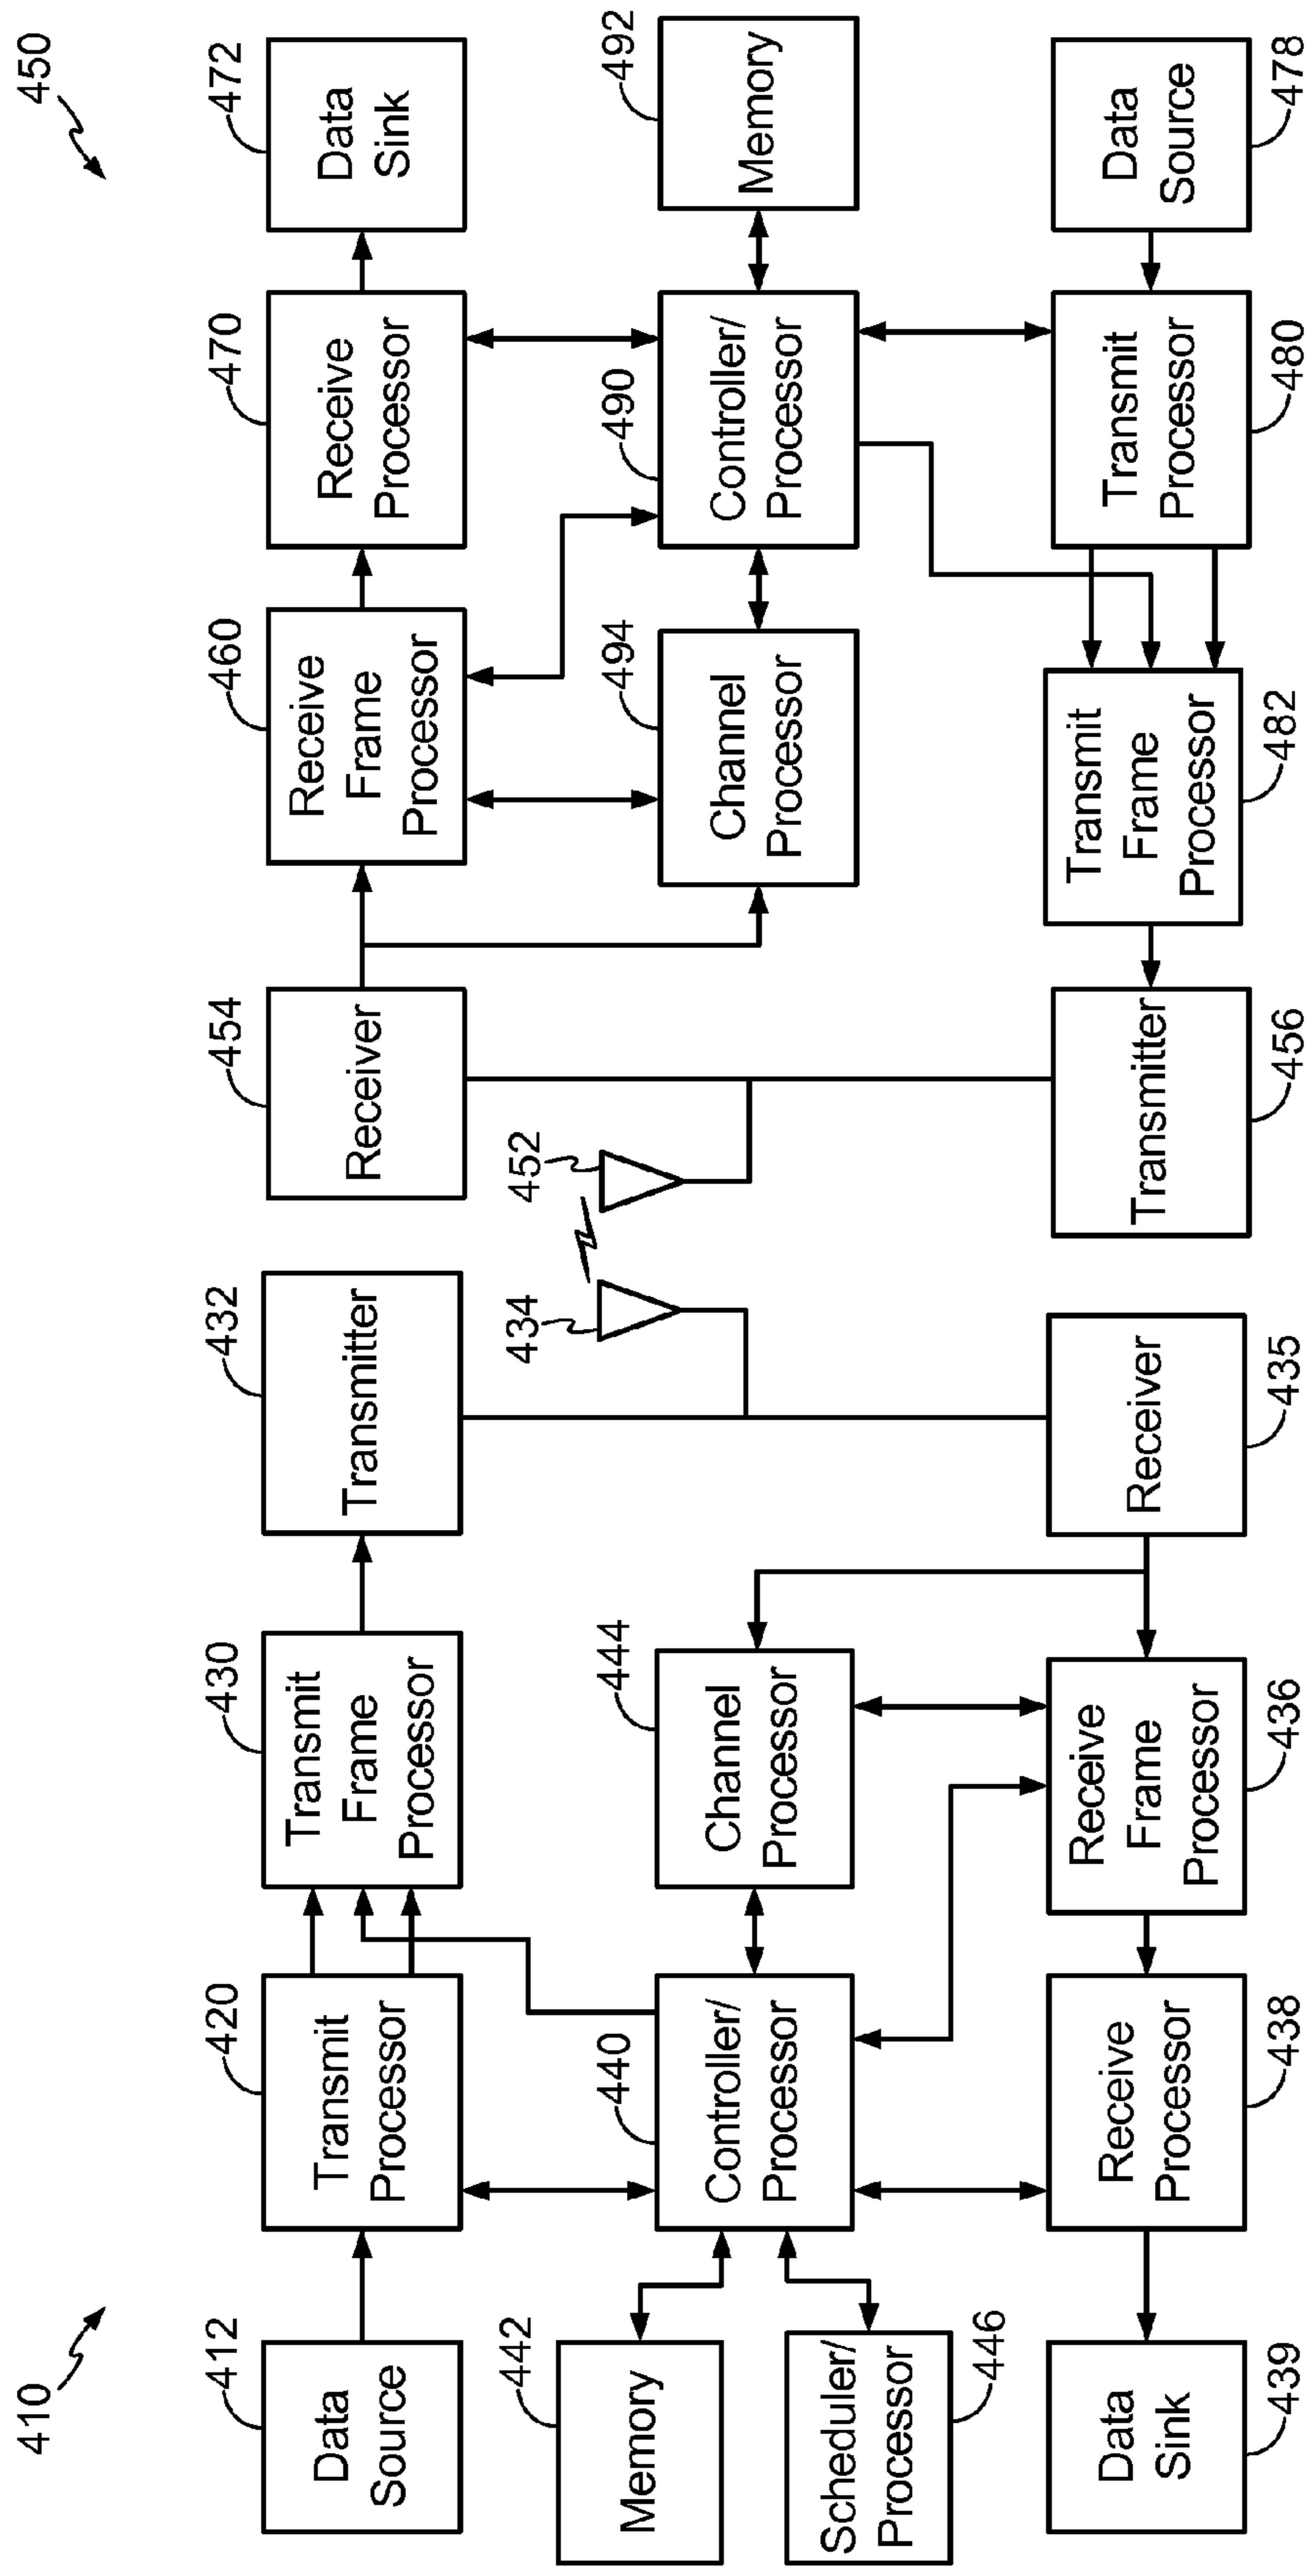 410
412
Data
Source
420
Transmit
Processor
430
Transmit
Frame
Processor
432
Transmitter
442
Memory
440
Controller/
Processor
444
Channel
Processor
434
446
Scheduler/
Processor
439
Data
Sink
438
Receive
Processor
436
Receive
Frame
Processor
435
Receiver
450
454
Receiver
460
Receive
Frame
Processor
470
Receive
Processor
472
Data
Sink
452
494
Channel
Processor
490
Controller/
Processor
492
Memory
456
Transmitter
482
Transmit
Frame
Processor
480
Transmit
Processor
478
Data
Source